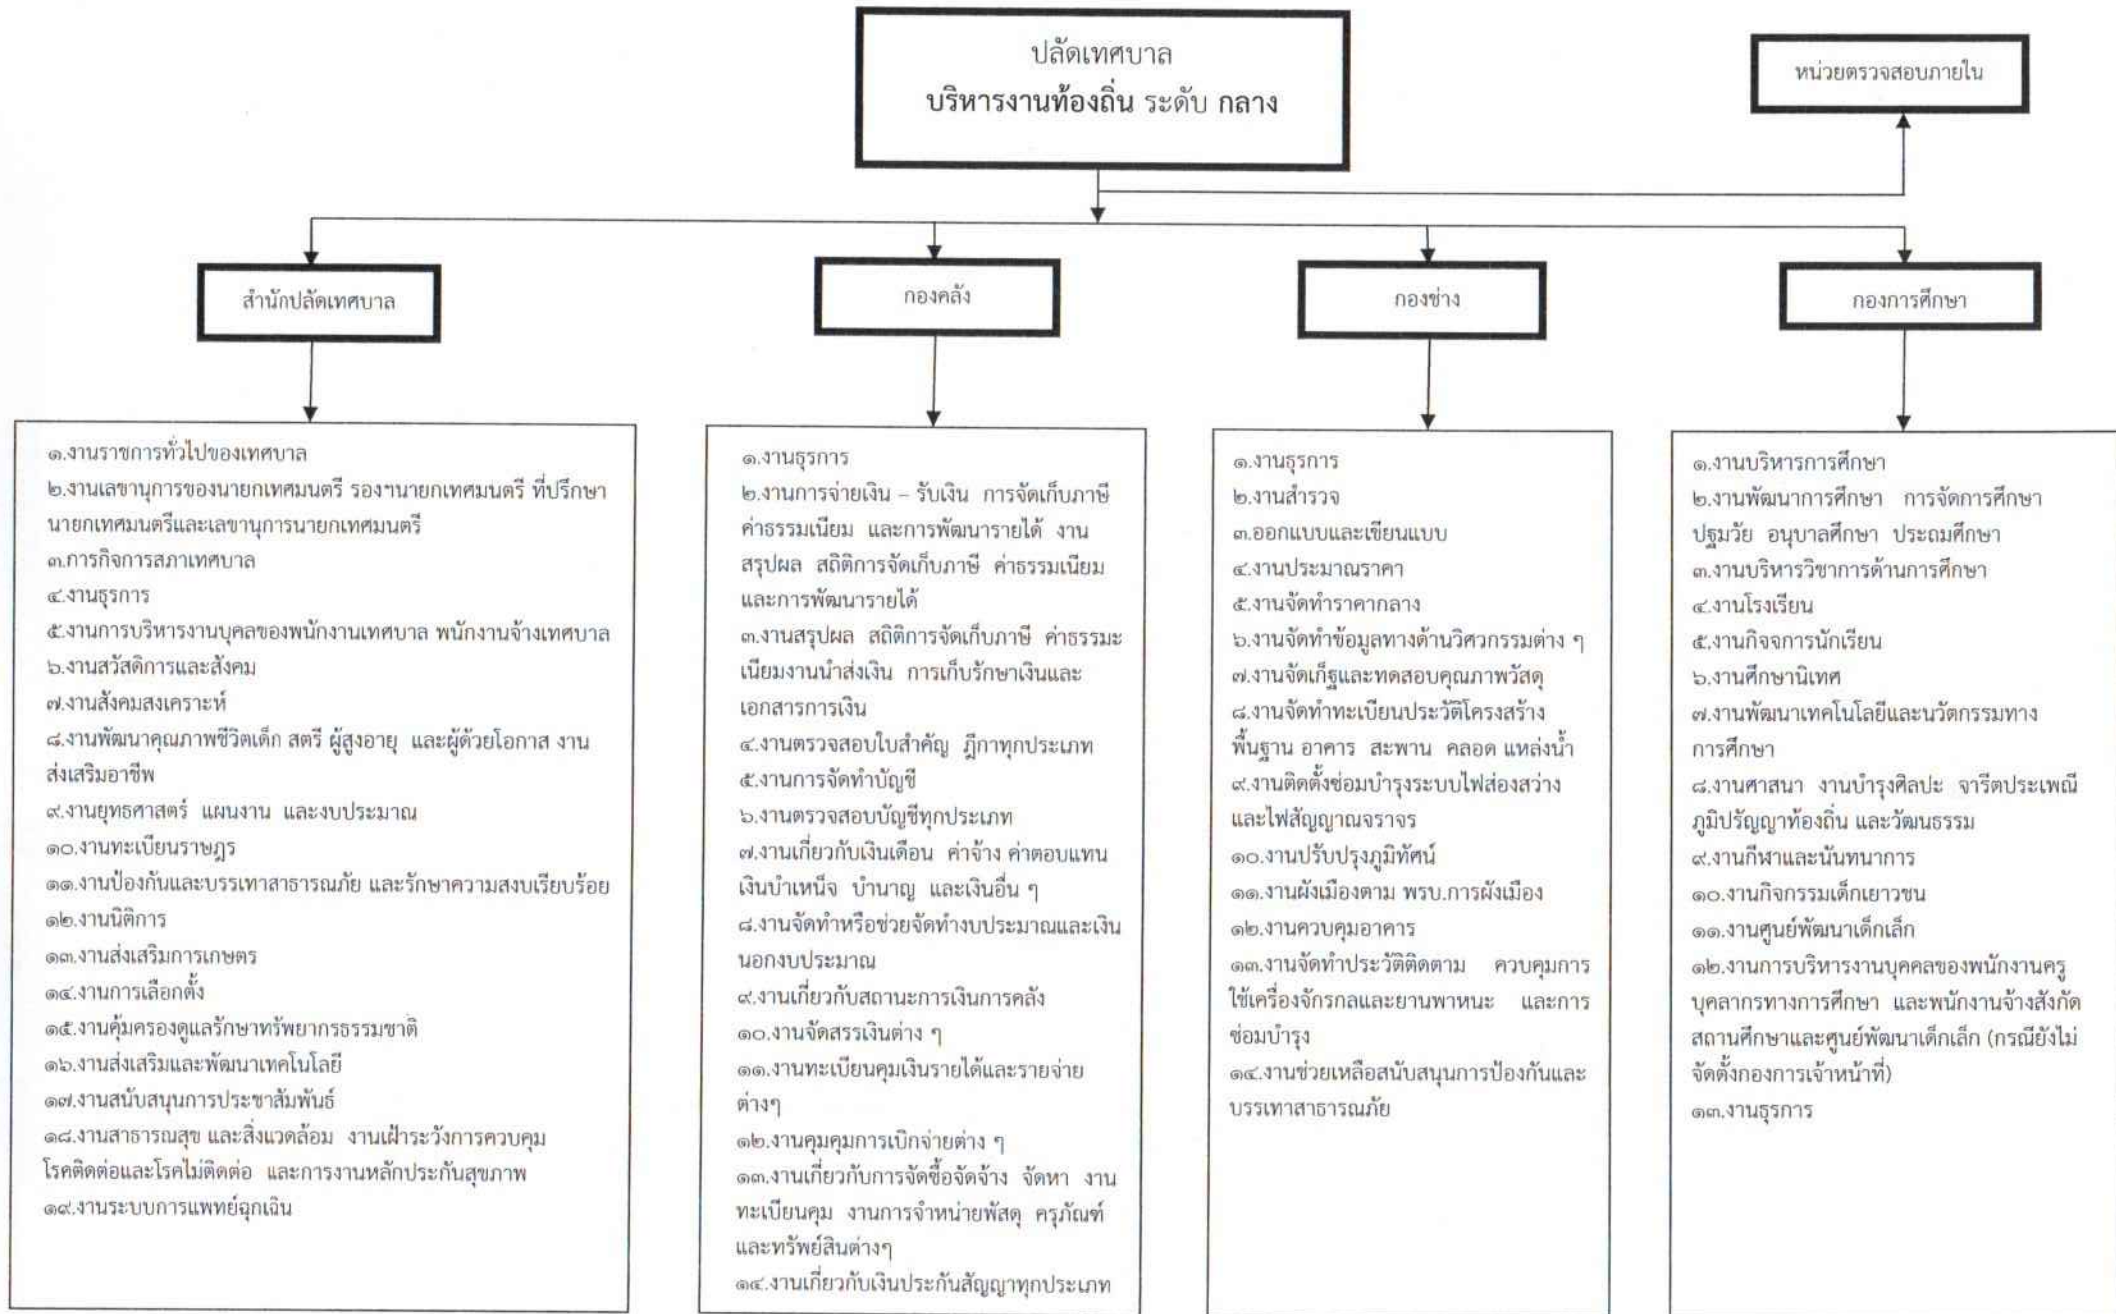 ปลัดเทศบาล
บริหารงานท้องถิ่น ระดับ กลาง
หน่วยตรวจสอบภายใน
สำนักปลัดเทศบาล
กองคลัง
กองช่าง
กองการศึกษา
๑.งานราชการทั่วไปของเทศบาล
๒.งานเลขานุการของนายกเทศมนตรี รองฯนายกเทศมนตรี ที่ปรึกษา
นายกเทศมนตรีและเลขานุการนายกเทศมนตรี
๓.ภารกิจการสภาเทศบาล
๔.งานธุรการ
๕.งานการบริหารงานบุคลของพนักงานเทศบาล พนักงานจ้างเทศบาล
๖.งานสวัสดิการและสังคม
๗.งานสังคมสงเคราะห์
๘.งานพัฒนาคุณภาพชีวิตเด็ก สตรี ผู้สูงอายุ และผู้ด้วยโอกาส งาน
ส่งเสริมอาชีพ
๙.งานยุทธศาสตร์ แผนงาน และงบประมาณ
๑๐.งานทะเบียนราษฎร
๑๑.งานป้องกันและบรรเทาสาธารณภัย และรักษาความสงบเรียบร้อย
๑๒.งานนิติการ
๑๓.งานส่งเสริมการเกษตร
๑๔.งานการเลือกตั้ง
๑๕.งานคุ้มครองดูแลรักษาทรัพยากรธรรมชาติ
๑๖.งานส่งเสริมและพัฒนาเทคโนโลยี
๑๗.งานสนับสนุนการประชาสัมพันธ์
๑๘.งานสาธารณสุข และสิ่งแวดล้อม งานเฝ้าระวังการควบคุม
โรคติดต่อและโรคไม่ติดต่อ และการงานหลักประกันสุขภาพ
๑๙.งานระบบการแพทย์ฉุกเฉิน
๑.งานธุรการ
๒.งานการจ่ายเงิน – รับเงิน การจัดเก็บภาษี
ค่าธรรมเนียม และการพัฒนารายได้ งาน
สรุปผล สถิติการจัดเก็บภาษี ค่าธรรมเนียม
และการพัฒนารายได้
๓.งานสรุปผล สถิติการจัดเก็บภาษี ค่าธรรมะ
เนียมงานนำส่งเงิน การเก็บรักษาเงินและ
เอกสารการเงิน
๔.งานตรวจสอบใบสำคัญ ฎีกาทุกประเภท
๕.งานการจัดทำบัญชี
๖.งานตรวจสอบบัญชีทุกประเภท
๗.งานเกี่ยวกับเงินเดือน ค่าจ้าง ค่าตอบแทน
เงินบำเหน็จ บำนาญ และเงินอื่น ๆ
๘.งานจัดทำหรือช่วยจัดทำงบประมาณและเงิน
นอกงบประมาณ
๙.งานเกี่ยวกับสถานะการเงินการคลัง
๑๐.งานจัดสรรเงินต่าง ๆ
๑๑.งานทะเบียนคุมเงินรายได้และรายจ่าย
ต่างๆ
๑๒.งานคุมคุมการเบิกจ่ายต่าง ๆ
๑๓.งานเกี่ยวกับการจัดซื้อจัดจ้าง จัดหา งาน
ทะเบียนคุม งานการจำหน่ายพัสดุ ครุภัณฑ์
และทรัพย์สินต่างๆ
๑๔.งานเกี่ยวกับเงินประกันสัญญาทุกประเภท
๑.งานธุรการ
๒.งานสำรวจ
๓.ออกแบบและเขียนแบบ
๔.งานประมาณราคา
๕.งานจัดทำราคากลาง
๖.งานจัดทำข้อมูลทางด้านวิศวกรรมต่าง ๆ
๗.งานจัดเก็ฐและทดสอบคุณภาพวัสดุ
๘.งานจัดทำทะเบียนประวัติโครงสร้าง
พื้นฐาน อาคาร สะพาน คลอด แหล่งน้ำ
๙.งานติดตั้งซ่อมบำรุงระบบไฟส่องสว่าง
และไฟสัญญาณจราจร
๑๐.งานปรับปรุงภูมิทัศน์
๑๑.งานผังเมืองตาม พรบ.การผังเมือง
๑๒.งานควบคุมอาคาร
๑๓.งานจัดทำประวัติติดตาม ควบคุมการ
ใช้เครื่องจักรกลและยานพาหนะ และการ
ซ่อมบำรุง
๑๔.งานช่วยเหลือสนับสนุนการป้องกันและ
บรรเทาสาธารณภัย
๑.งานบริหารการศึกษา
๒.งานพัฒนาการศึกษา การจัดการศึกษา
ปฐมวัย อนุบาลศึกษา ประถมศึกษา
๓.งานบริหารวิชาการด้านการศึกษา
๔.งานโรงเรียน
๕.งานกิจจการนักเรียน
๖.งานศึกษานิเทศ
๗.งานพัฒนาเทคโนโลยีและนวัตกรรมทาง
การศึกษา
๘.งานศาสนา งานบำรุงศิลปะ จารีตประเพณี
ภูมิปรัญญาท้องถิ่น และวัฒนธรรม
๙.งานกีฬาและนันทนาการ
๑๐.งานกิจกรรมเด็กเยาวชน
๑๑.งานศูนย์พัฒนาเด็กเล็ก
๑๒.งานการบริหารงานบุคคลของพนักงานครู
บุคลากรทางการศึกษา และพนักงานจ้างสังกัด
สถานศึกษาและศูนย์พัฒนาเด็กเล็ก (กรณียังไม่
จัดตั้งกองการเจ้าหน้าที่)
๑๓.งานธุรการ